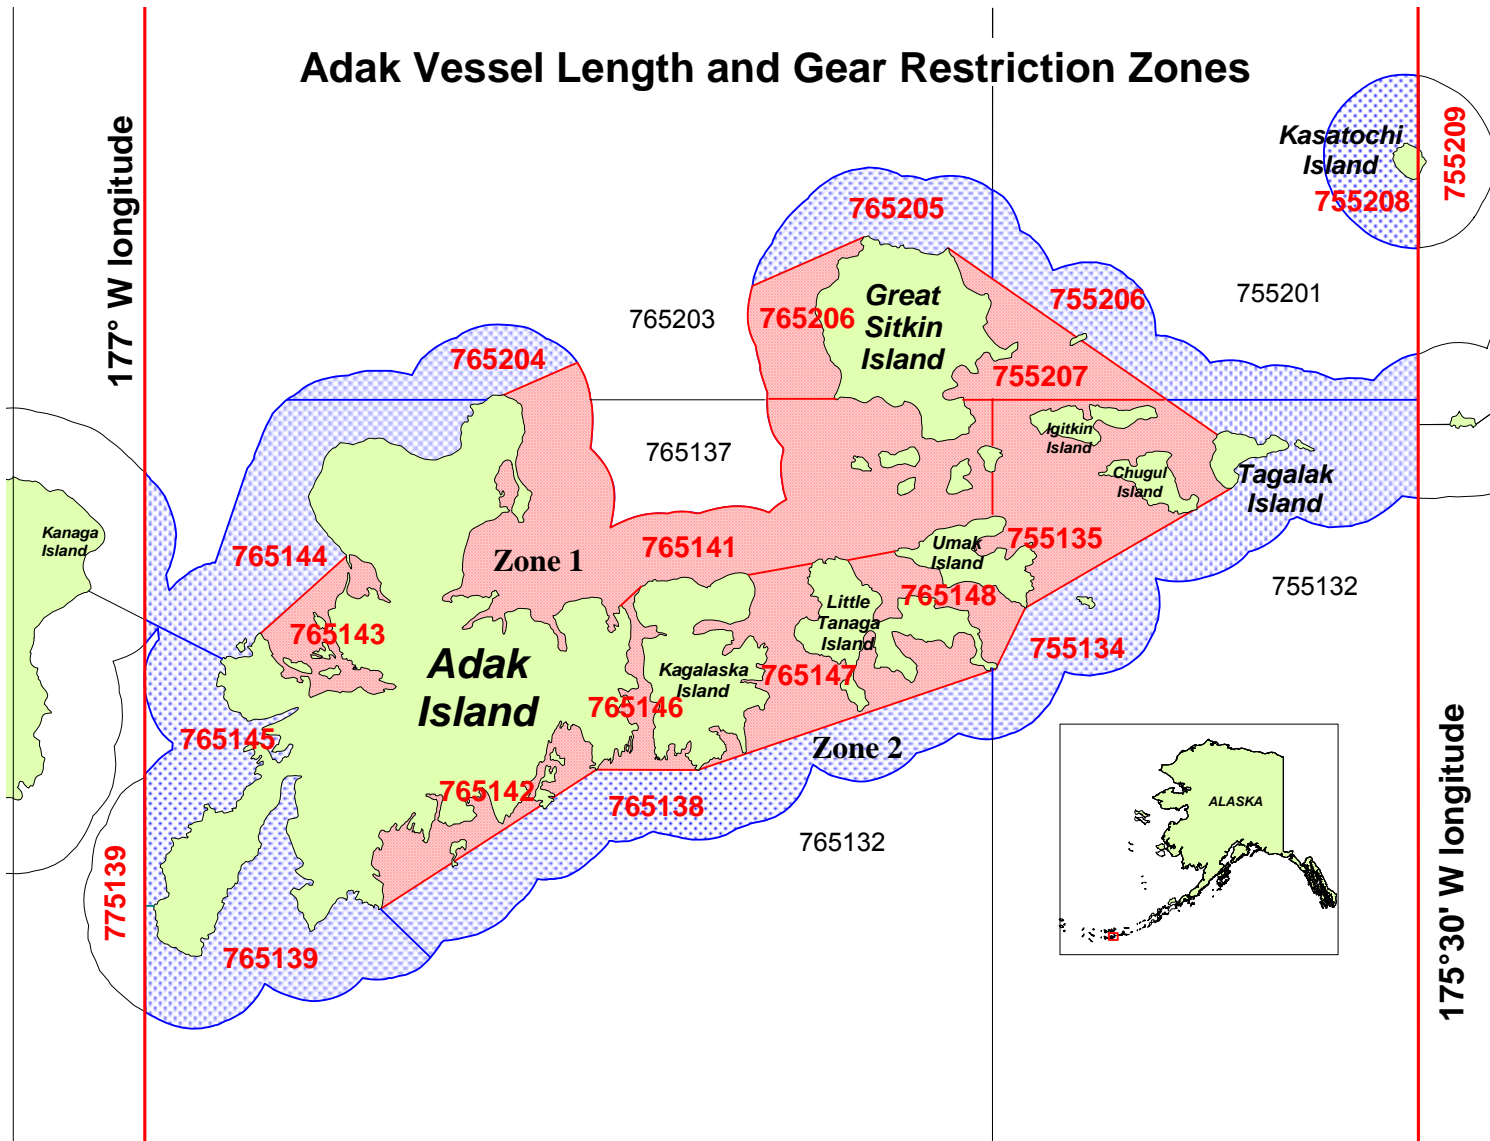 Adak Vessel Length and Gear Restriction Zones
177° W longitude
Kasatochi
Island
755208
755209
765205
755206
755201
765203
765206
Great
Sitkin
Island
765204
755207
765137
Igitkin
Island
Chugul
Island
Tagalak
Island
Kanaga
Island
765144
Zone 1
765141
Umak
Island
755135
755132
765143
Little
Tanaga
Island
765148
755134
Adak
Island
Kagalaska
Island
765147
765146
765145
Zone 2
765142
765138
765132
ALASKA
775139
765139
175°30' W longitude